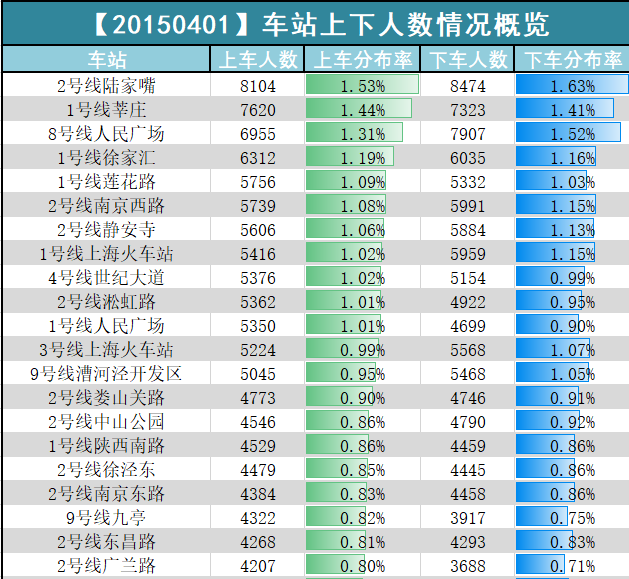 【20150401】车站上下人数情况概览
车站 上车人数 上车分布率 下车人数 下车分布率
2号线陆家嘴 8104 1.53% 8474 1.63%
1号线莘庄 7620 1.44% 7323 1.41%
8号线人民广场 6955 1.31% 7907 1.52%
1号线徐家汇 6312 1.19% 6035 1.16%
1号线莲花路 5756 1.09% 5332 1.03%
2号线南京西路 5739 1.08% 5991 1.15%
2号线静安寺 5606 1.06% 5884 1.13%
1号线上海火车站 5416 1.02% 5959 1.15%
4号线世纪大道 5376 1.02% 5154 0.99%
2号线淞虹路 5362 1.01% 4922 0.95%
1号线人民广场 5350 1.01% 4699 0.90%
3号线上海火车站 5224 0.99% 5568 1.07%
9号线漕河泾开发区 5045 0.95% 5468 1.05%
2号线娄山关路 4773 0.90% 4746 0.91%
2号线中山公园 4546 0.86% 4790 0.92%
1号线陕西南路 4529 0.86% 4459 0.86%
2号线徐泾东 4479 0.85% 4445 0.86%
2号线南京东路 4384 0.83% 4458 0.86%
9号线九亭 4322 0.82% 3917 0.75%
2号线东昌路 4268 0.81% 4293 0.83%
2号线广兰路 4207 0.80% 3688 0.71%